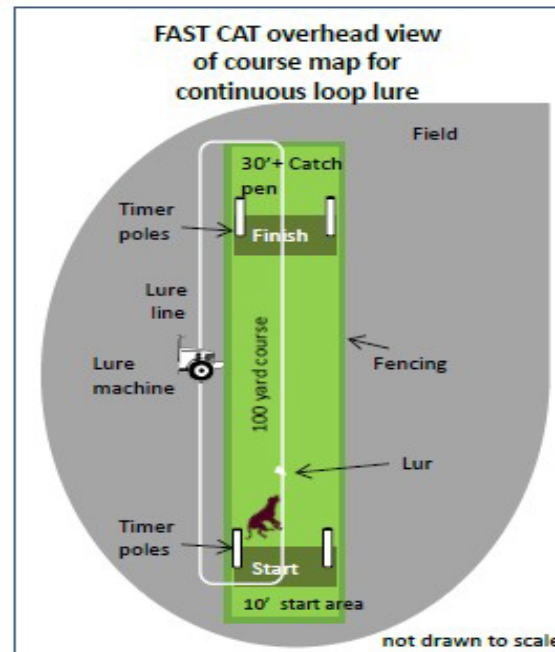 FAST CAT overhead view
of course map for
continuous loop lure
Field
30'+ Catch
pen
Timer
poles
Finish
Lure
line
Lure
machine
100 yard course
Fencing
Lur
Timer
poles
Start
10' start area
not drawn to scale